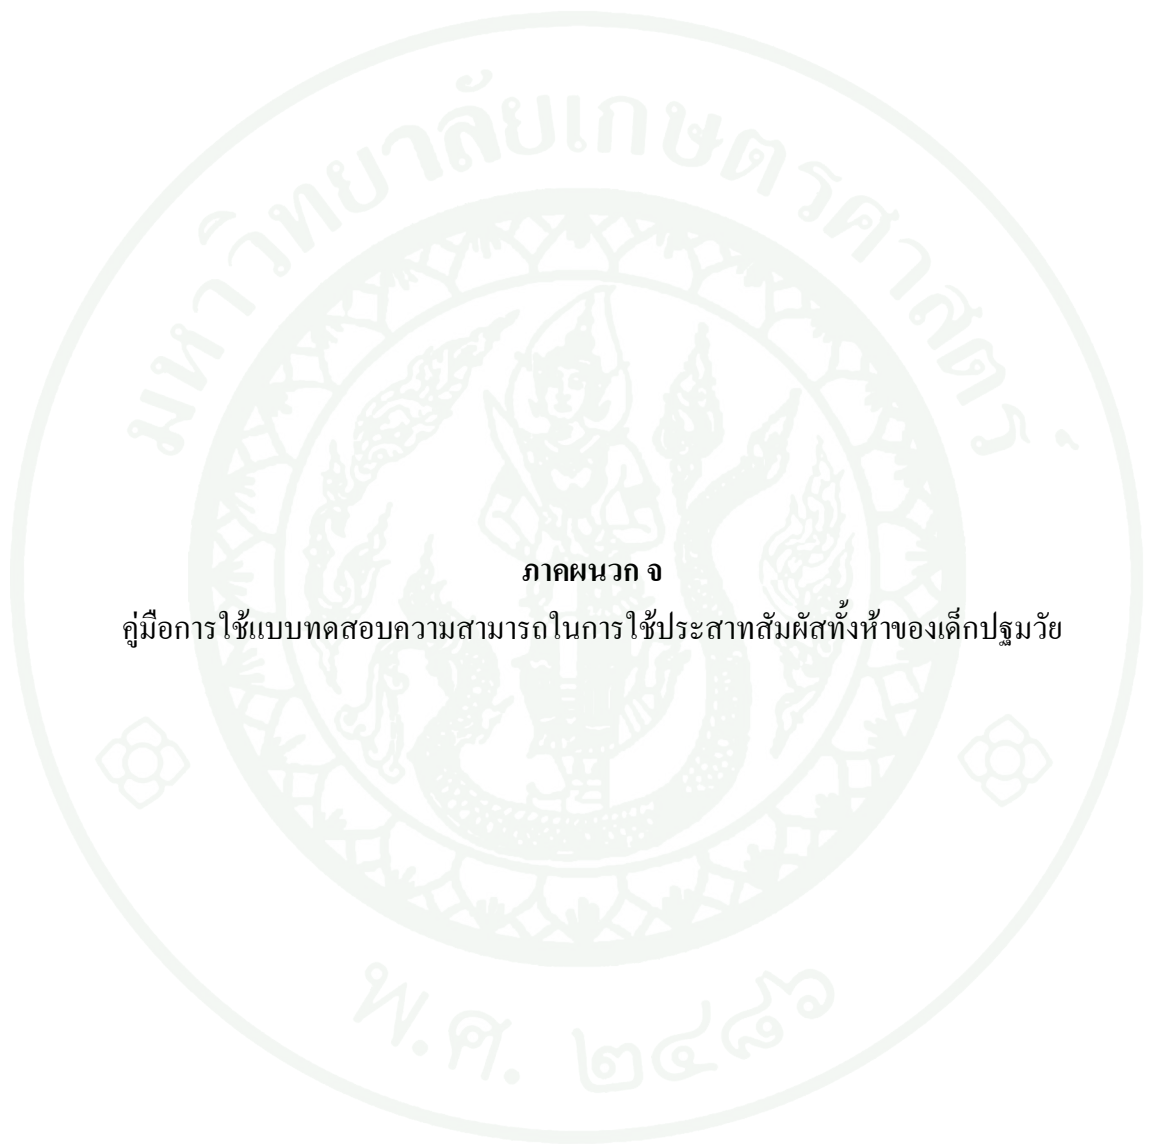 มหาวิทยาลัยเกษตรศาสตร์
ภาคผนวก จ
คู่มือการใช้แบบทดสอบความสามารถในการใช้ประสาทสัมผัสทั้งห้าของเด็กปฐมวัย
พ.ศ. ๒๔๘๖